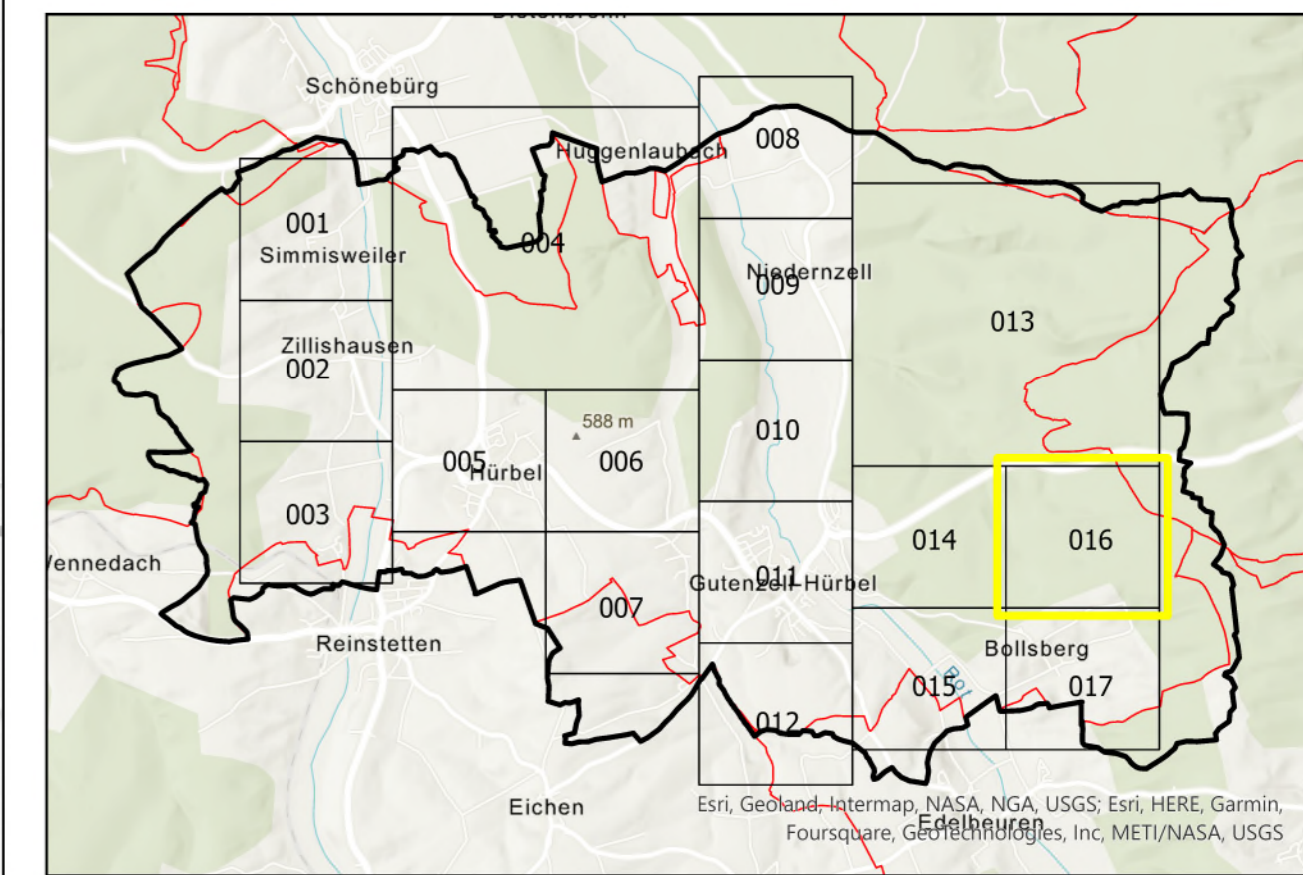 Schönebürg
Huggenlaubach
008
001
Simmisweiler
004
Niedernzell
009
013
Zillishausen
002
588 m
010
005
Hürbel
006
003
014
016
Gutenzell-Hürbel
011
007
Reinstetten
Bollsberg
015
Rot
017
012
Eichen
Esri, Geoland, Intermap, NASA, NGA, USGS; Esri, HERE, Garmin,
Edelbeuren
Foursquare, GeoTechnologies, Inc, METI/NASA, USGS